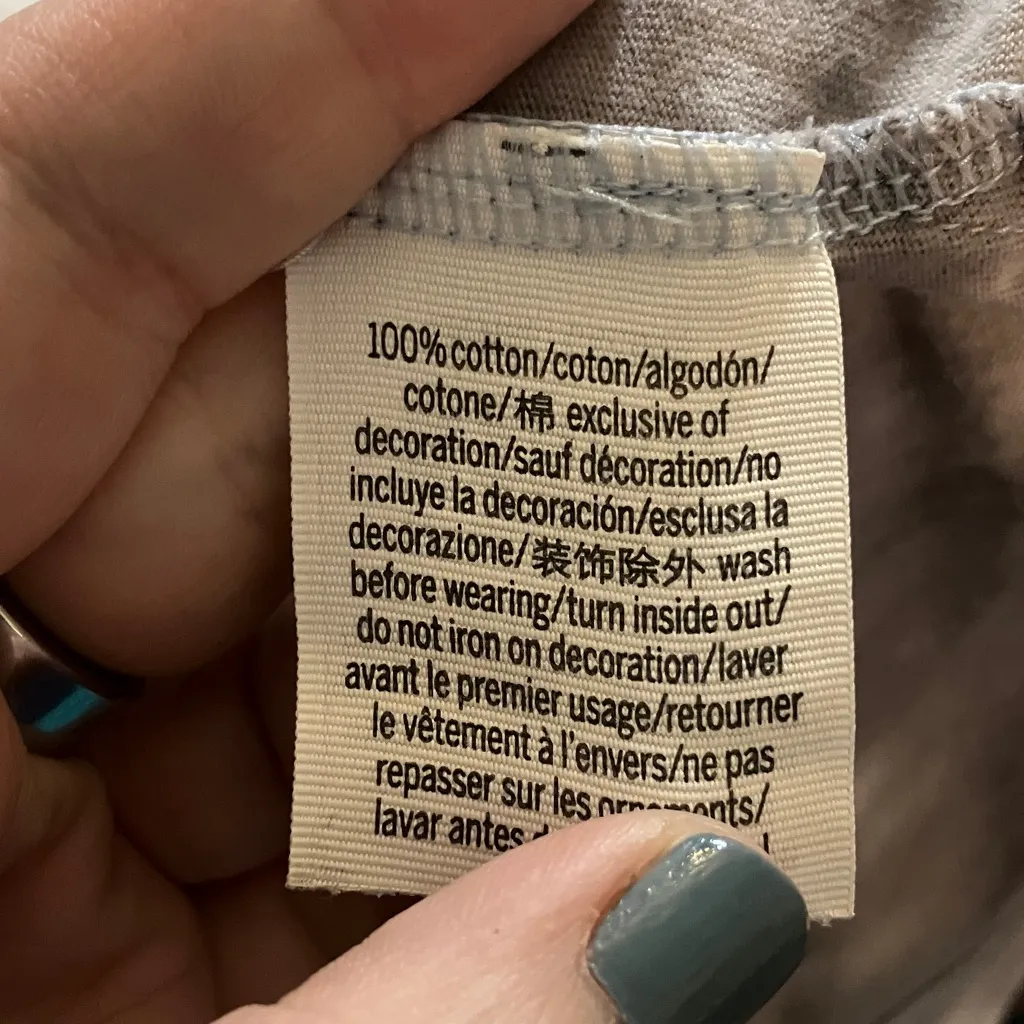 100% cotton/coton/algodón/
cotone/棉 exclusive of
decoration/sauf décoration/no
incluye la decoración/esclusa la
decorazione/装饰除外 wash
before wearing/turn inside out/
do not iron on decoration/laver
avant le premier usage/retourner
le vêtement à l'envers/ne pas
repasser sur les
lavar antes